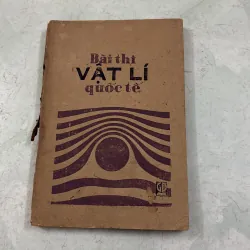 Bài thi
VẬT LÍ
quốc tế